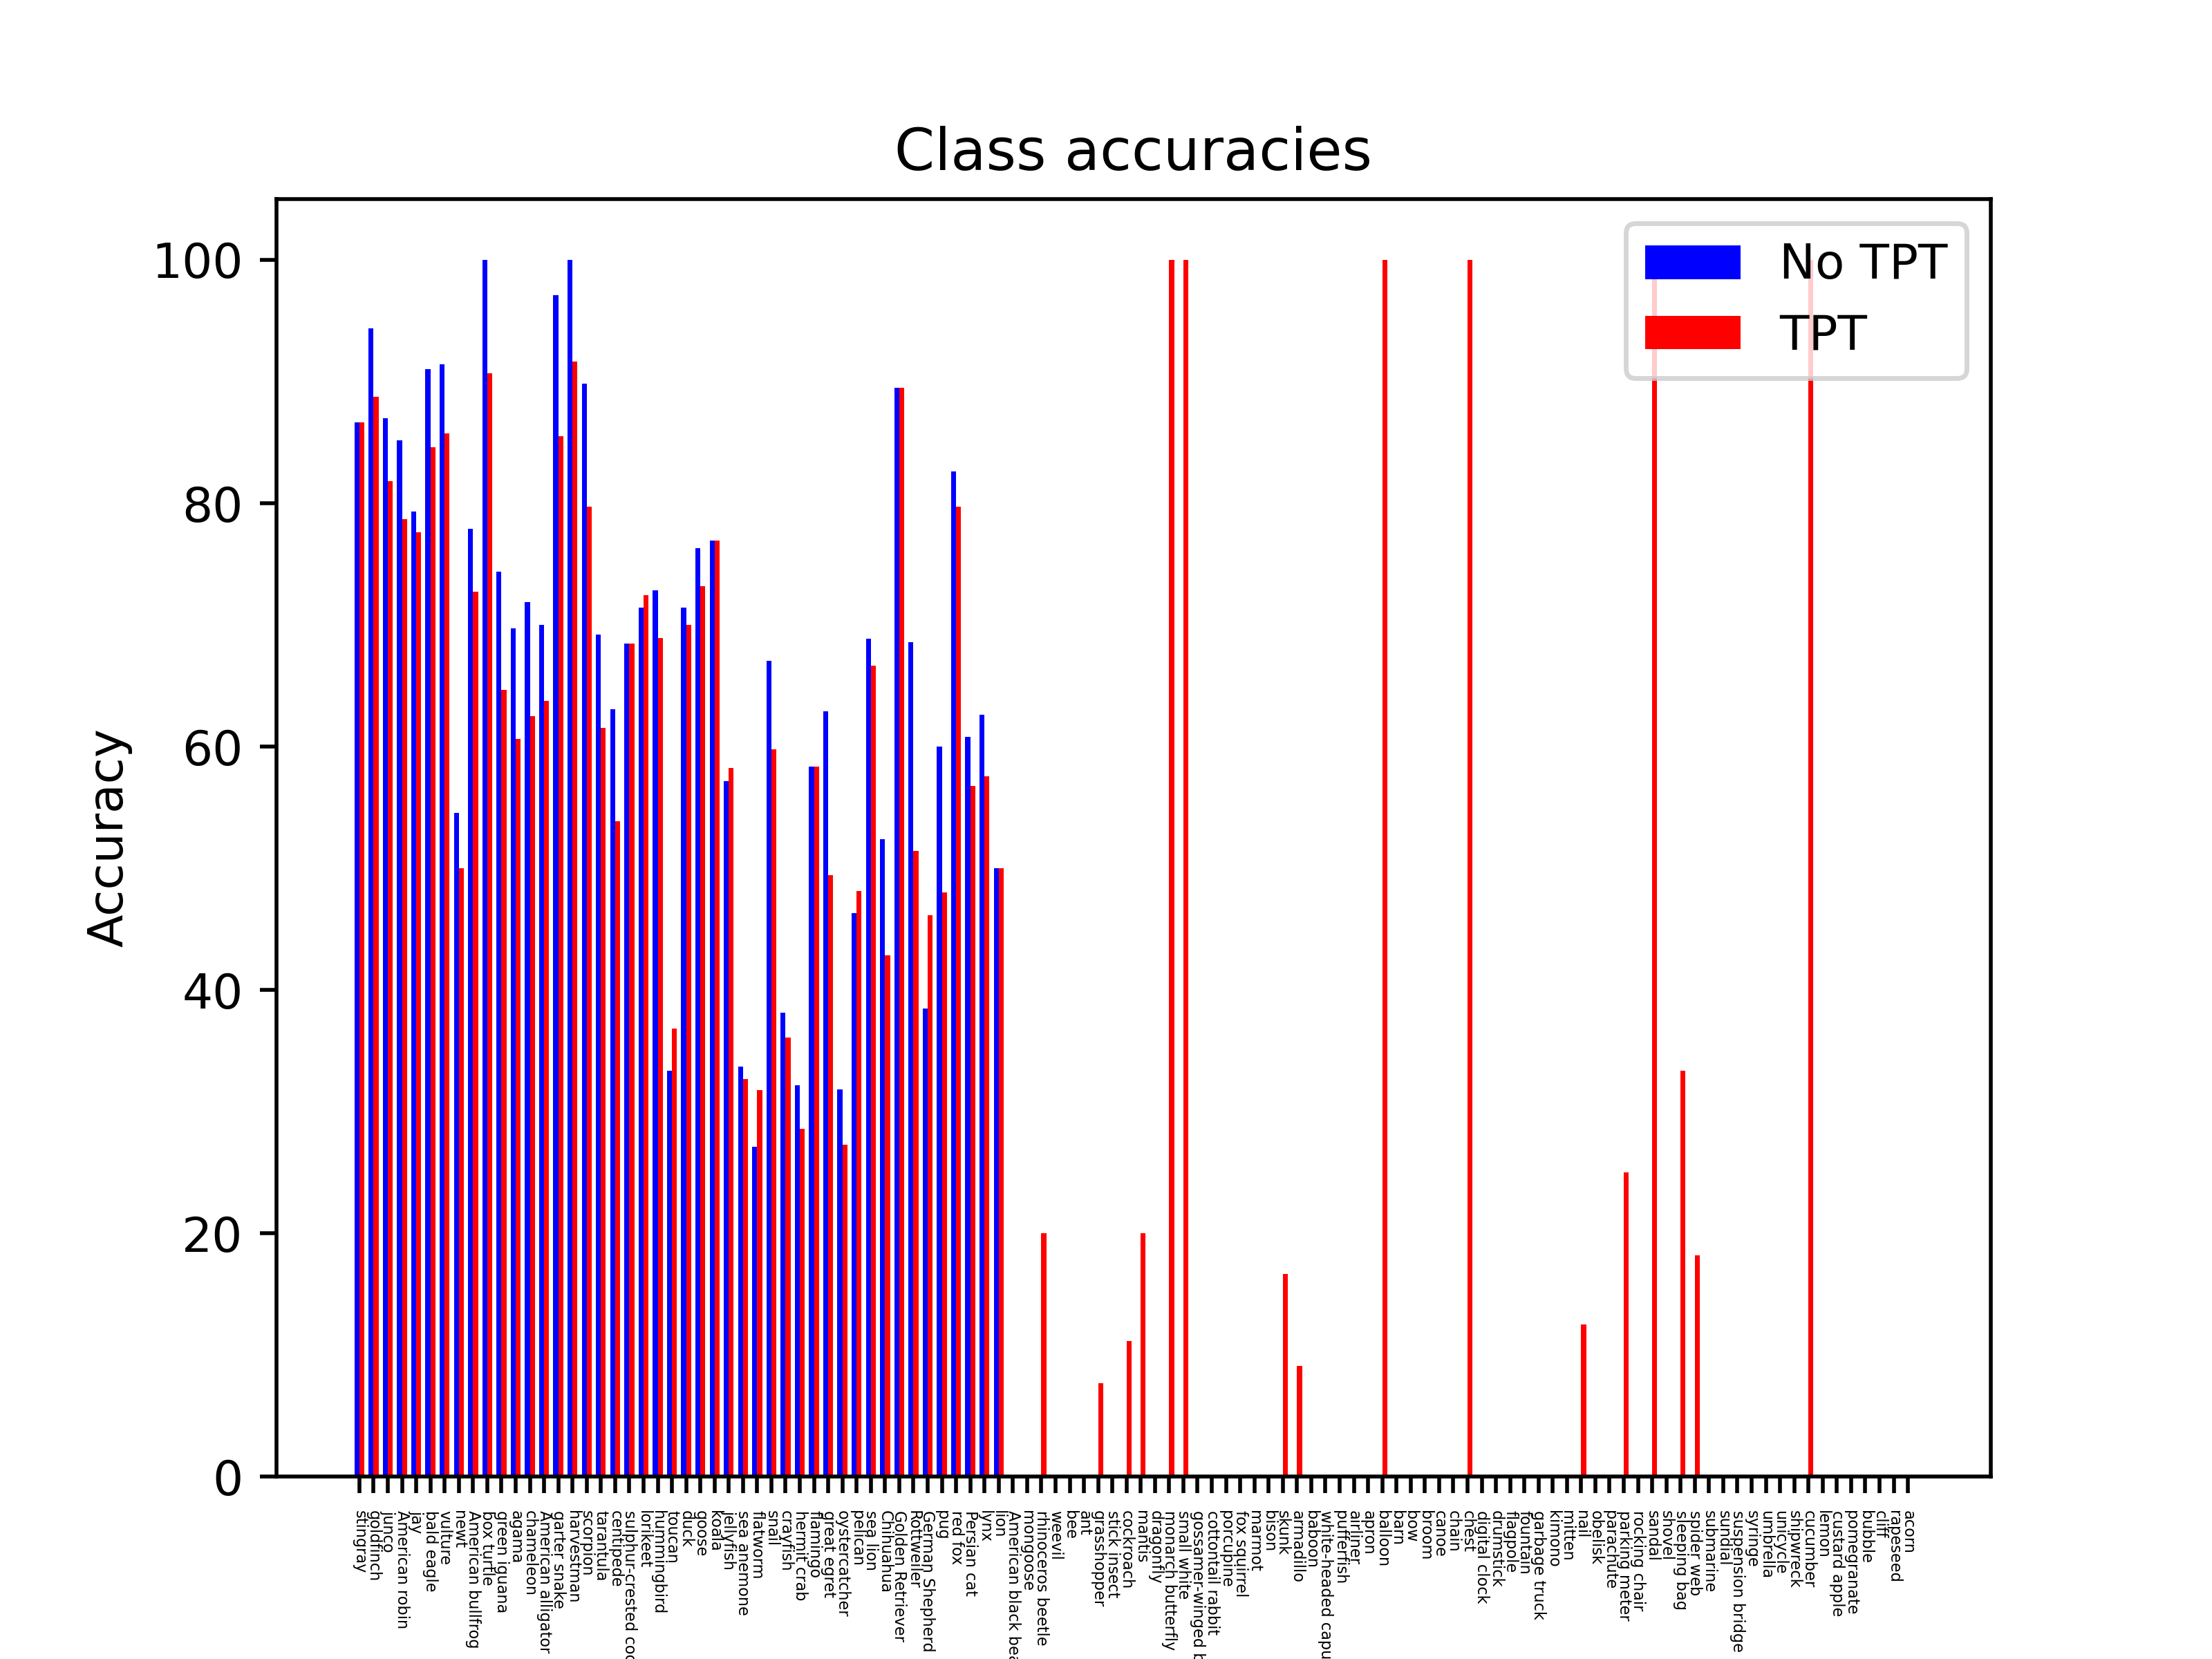 Class accuracies
No TPT
TPT
Accuracy
100
80
60
40
20
0
stingray
goldfinch
junco
American robin
jay
bald eagle
vulture
newt
American bullfrog
box turtle
green iguana
agama
chameleon
American alligator
garter snake
harvestman
scorpion
tarantula
centipede
sulphur-crested coc
lorikeet
hummingbird
toucan
duck
goose
koala
jellyfish
sea anemone
flatworm
snail
crayfish
hermit crab
flamingo
great egret
oystercatcher
pelican
sea lion
Chihuahua
Golden Retriever
Rottweiler
German Shepherd
pug
red fox
Persian cat
lynx
lion
American black bea
mongoose
rhinoceros beetle
weevil
bee
ant
grasshopper
stick insect
cockroach
mantis
dragonfly
monarch butterfly
small white
gossamer-winged b
cottontail rabbit
porcupine
fox squirrel
marmot
bison
skunk
armadillo
baboon
white-headed capu
pufferfish
airliner
apron
balloon
barn
bow
broom
canoe
chain
chest
digital clock
drumstick
flagpole
fountain
garbage truck
kimono
mitten
nail
obelisk
parachute
parking meter
rocking chair
sandal
shovel
sleeping bag
spider web
submarine
sundial
suspension bridge
syringe
umbrella
unicycle
shipwreck
cucumber
lemon
custard apple
pomegranate
bubble
cliff
rapeseed
acorn